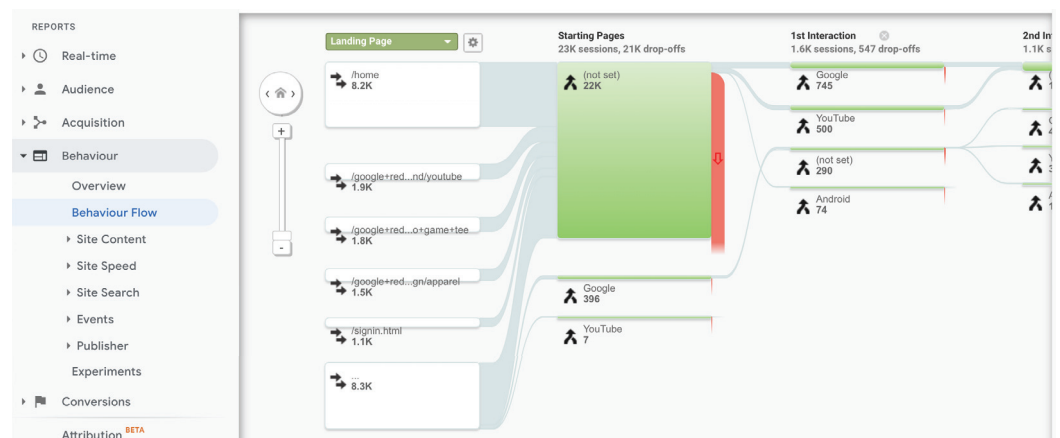 REPORTS
Real-time
Audience
Acquisition
Behaviour
Overview
Behaviour Flow
Site Content
Site Speed
Site Search
Events
Publisher
Experiments
Conversions
Attribution BETA
Landing Page
/home
8.2K
/google+red...nd/youtube
1.9K
/google+red...o+game+tee
1.8K
/google+red...gn/apparel
1.5K
/signin.html
1.1K
...
8.3K
+
-
Starting Pages
23K sessions, 21K drop-offs
(not set)
22K
Google
396
YouTube
7
1st Interaction
1.6K sessions, 547 drop-offs
Google
745
YouTube
500
(not set)
290
Android
74
2nd In
1.1K s